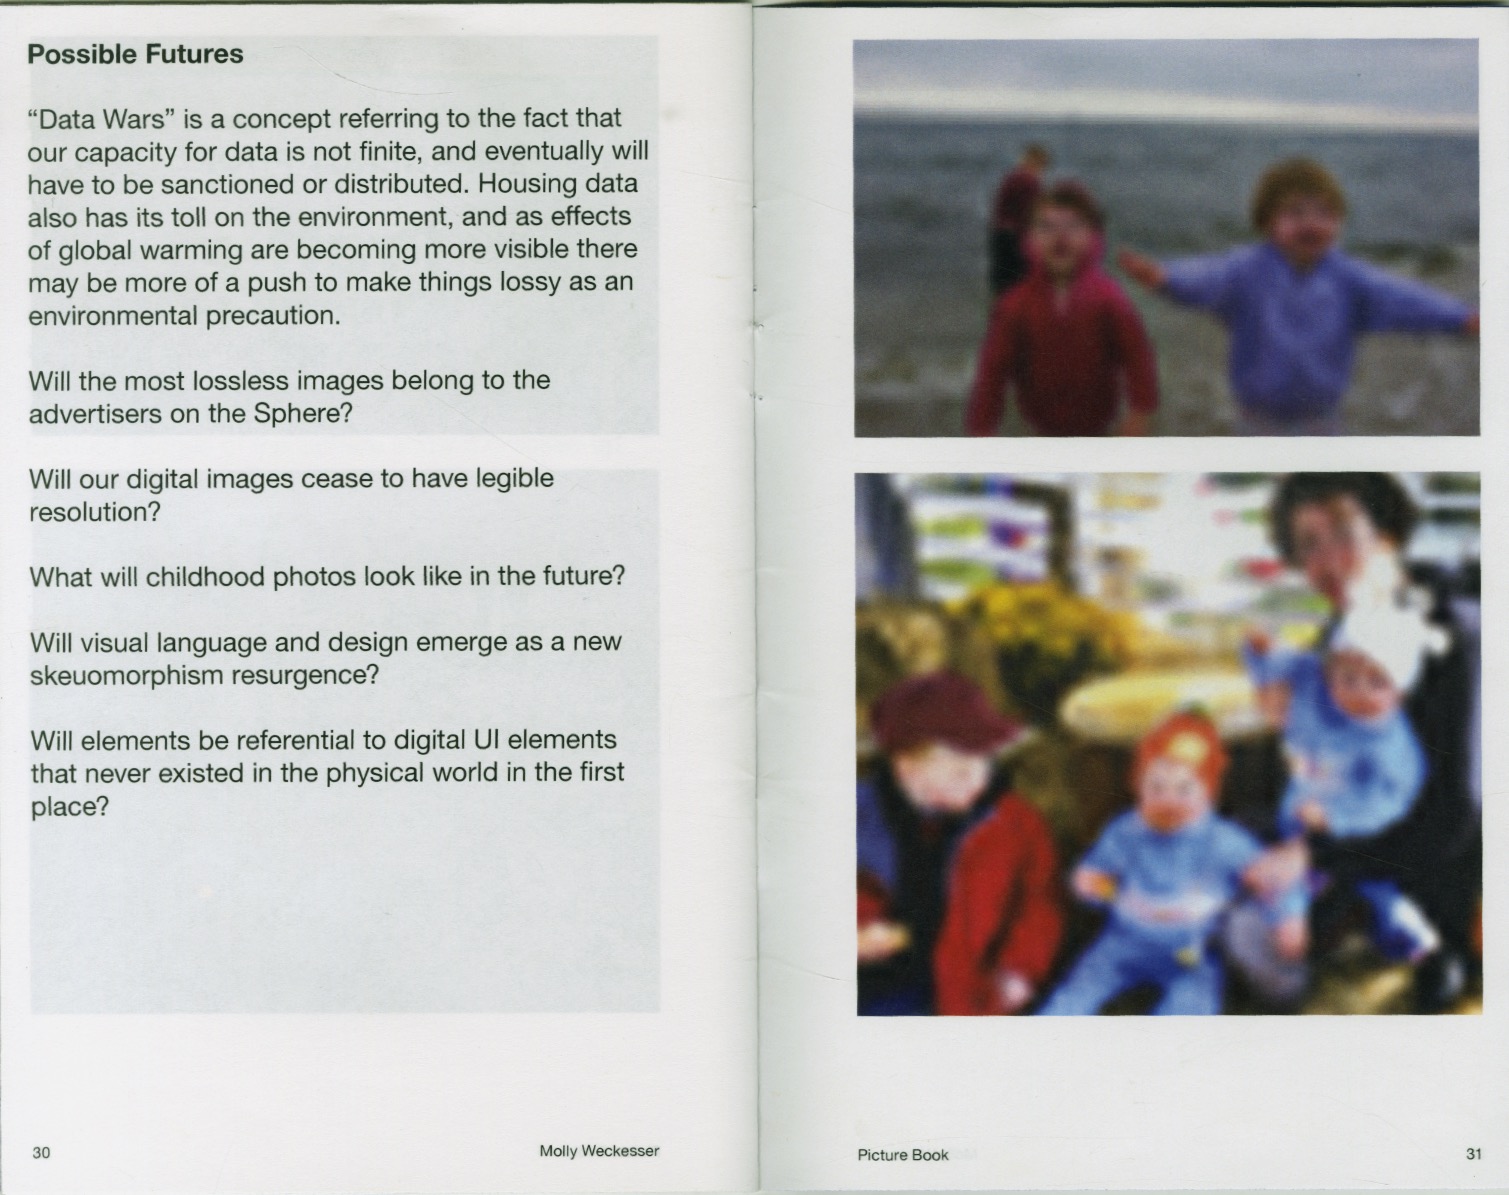 Possible Futures
“Data Wars” is a concept referring to the fact that
our capacity for data is not finite, and eventually will
have to be sanctioned or distributed. Housing data
also has its toll on the environment, and as effects
of global warming are becoming more visible there
may be more of a push to make things lossy as an
environmental precaution.
Will the most lossless images belong to the
advertisers on the Sphere?
Will our digital images cease to have legible
resolution?
What will childhood photos look like in the future?
Will visual language and design emerge as a new
skeuomorphism resurgence?
Will elements be referential to digital UI elements
that never existed in the physical world in the first
place?
30
Molly Weckesser
Picture Book
31